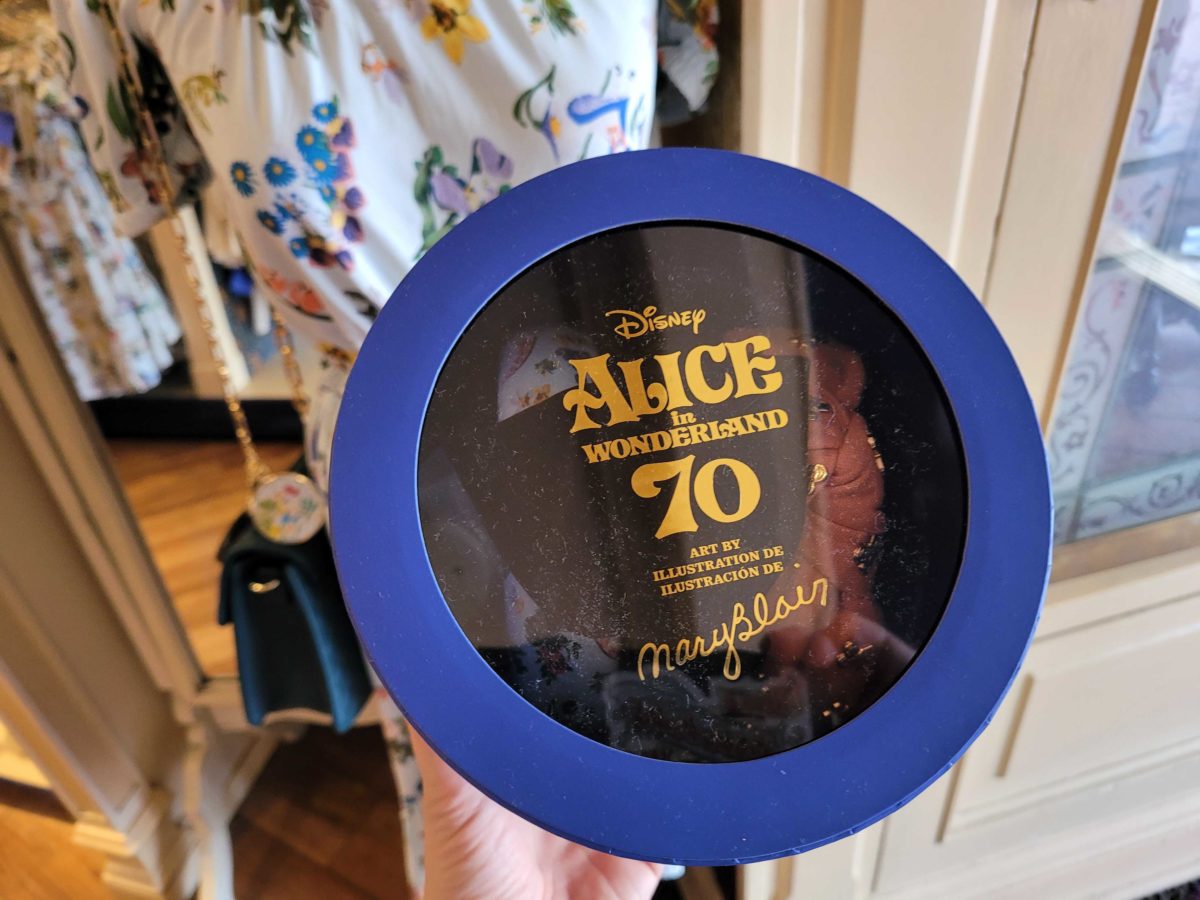 Disney
ALICE
in
WONDERLAND
70
ART BY
ILLUSTRATION DE
ILUSTRACIÓN DE
Mary Blair